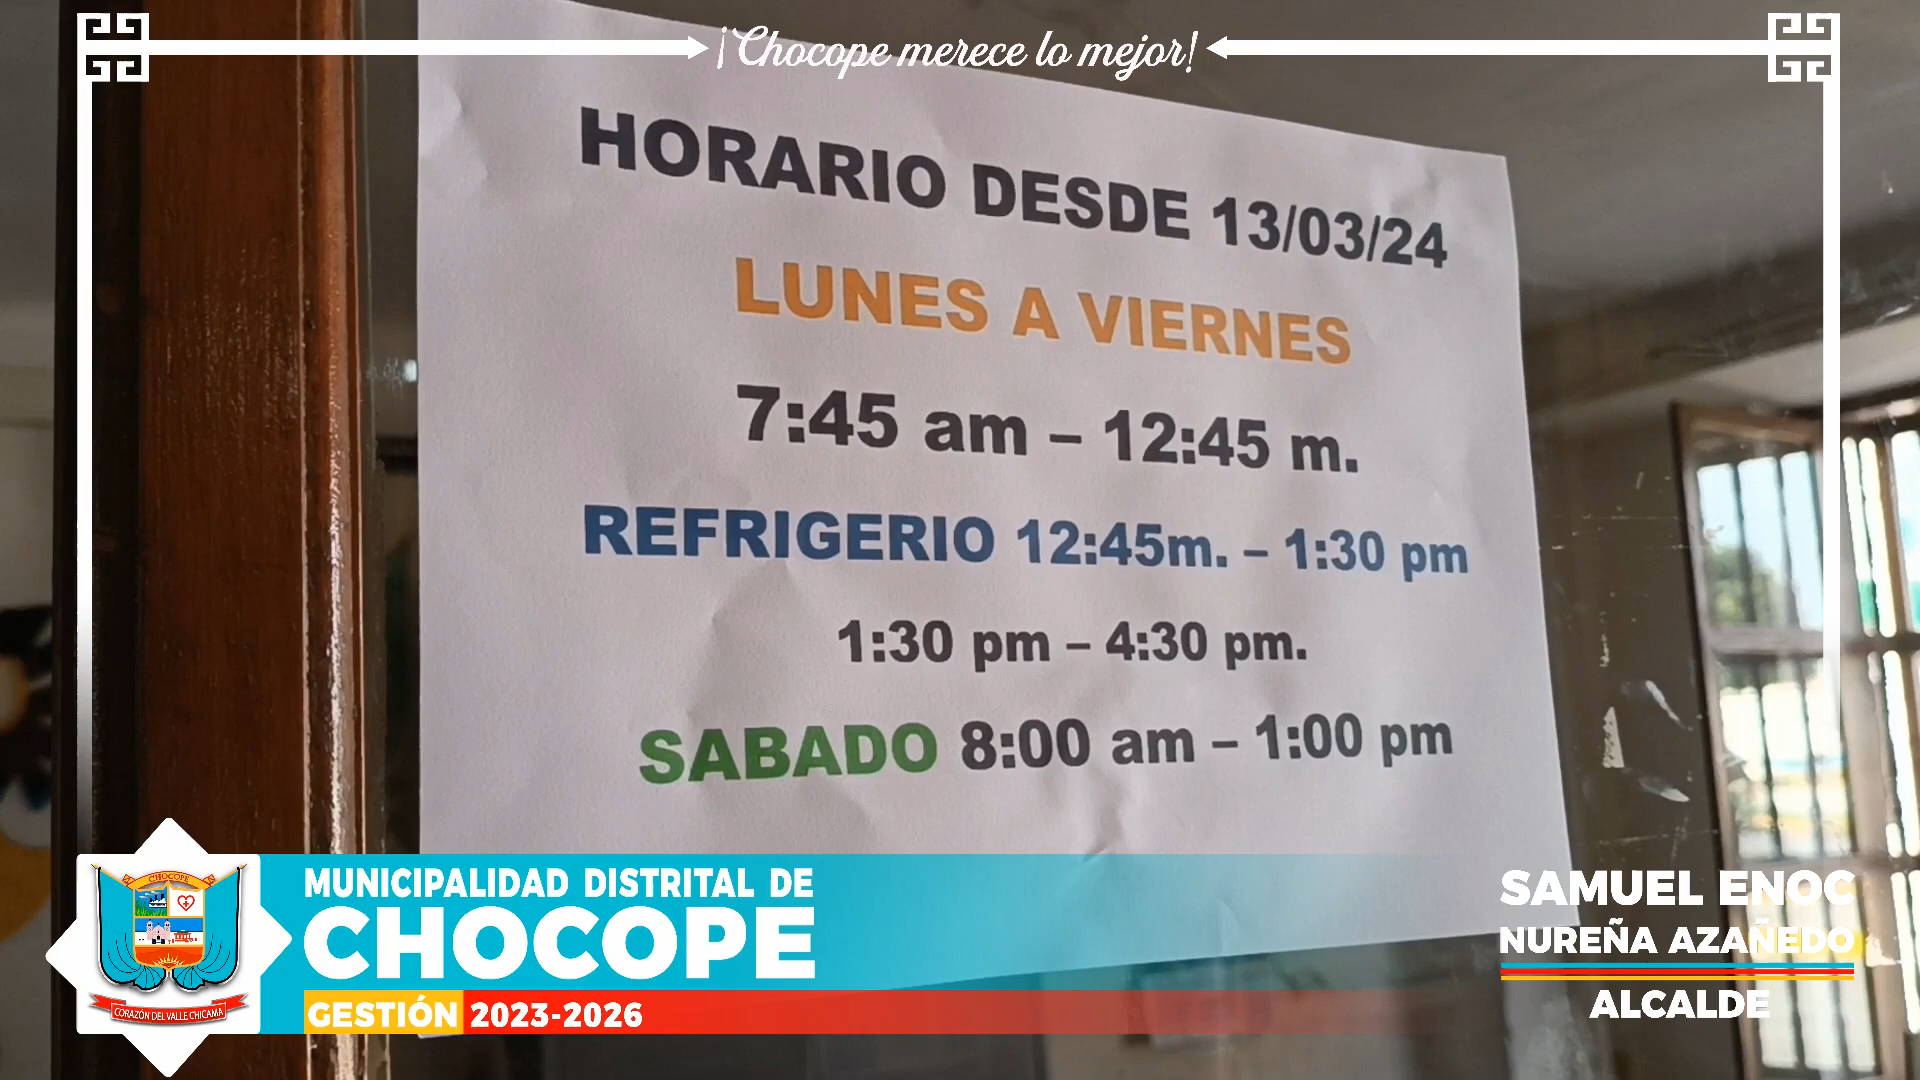 ¡Chocope merece lo mejor!
HORARIO DESDE 13/03/24
LUNES A VIERNES
7:45 am – 12:45 m.
REFRIGERIO 12:45m. – 1:30 pm
1:30 pm – 4:30 pm.
SABADO 8:00 am – 1:00 pm
CHOCOPE
CORAZÓN DEL VALLE CHICAMA
MUNICIPALIDAD DISTRITAL DE
CHOCOPE
GESTIÓN 2023-2026
SAMUEL ENOC
NUREÑA AZAÑEDO
ALCALDE